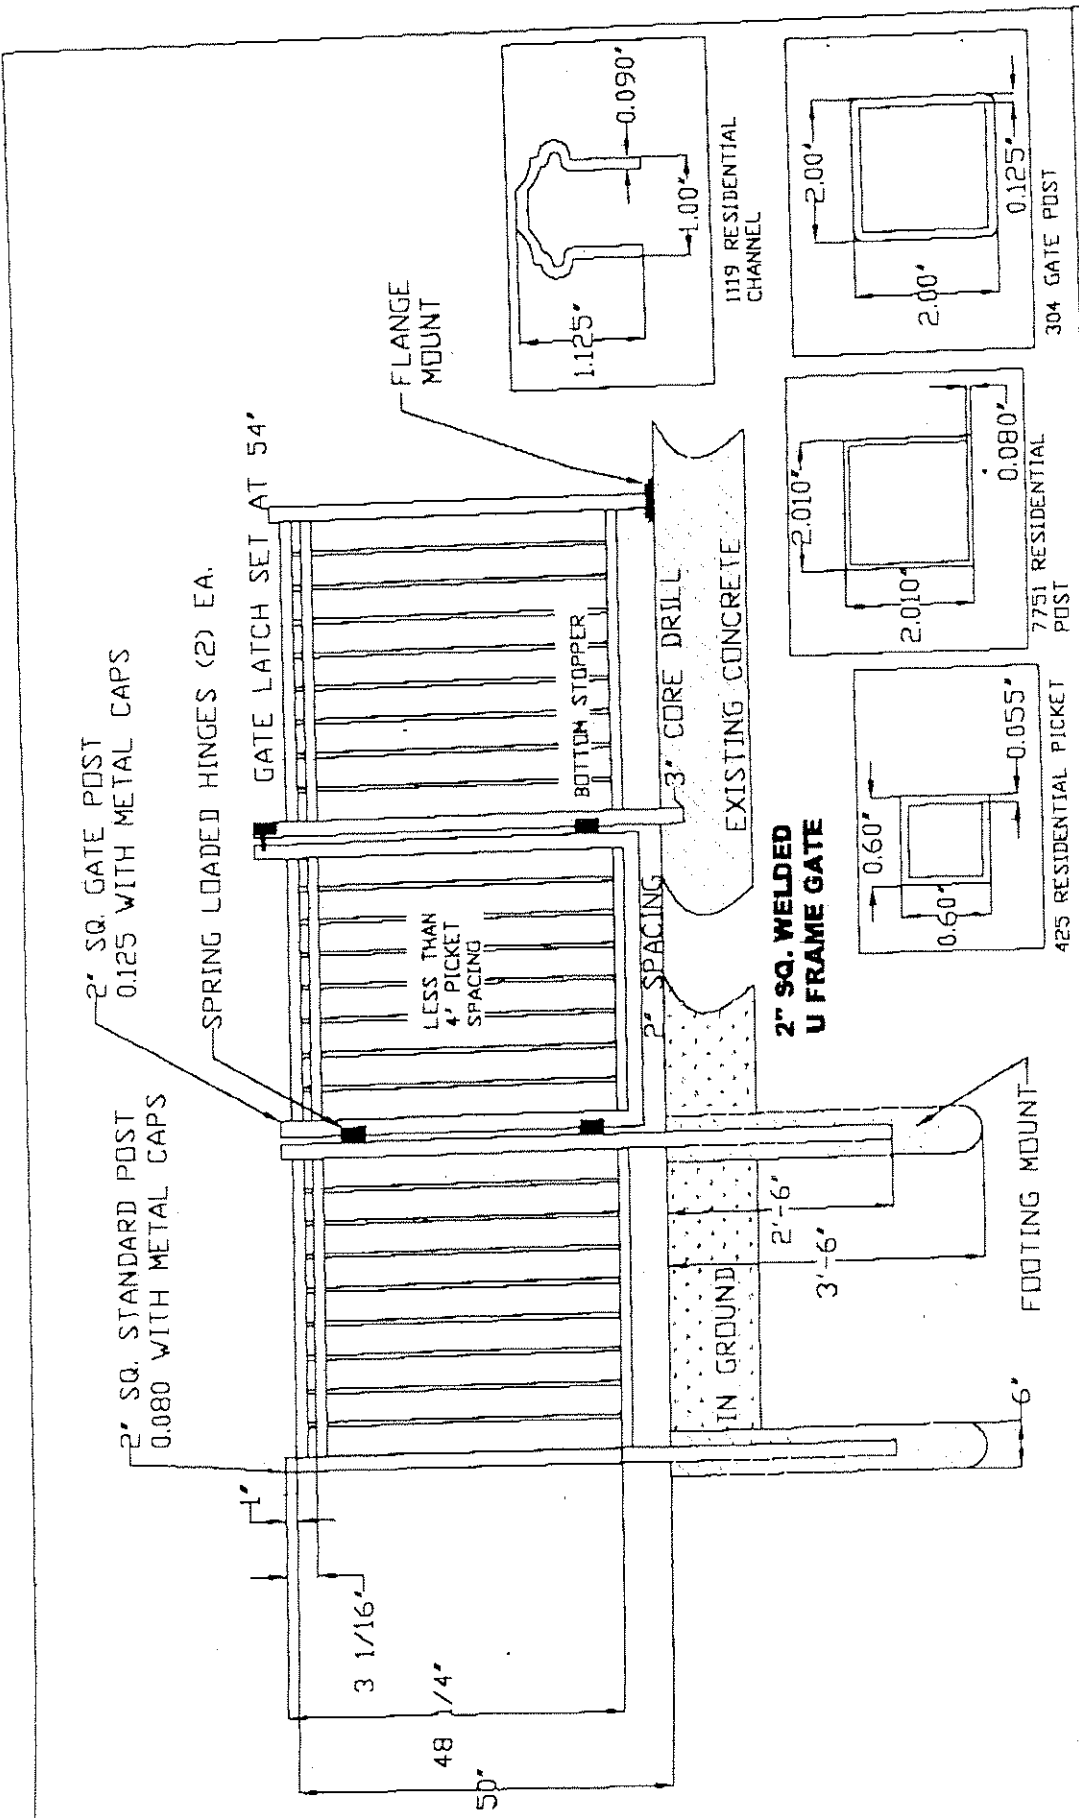 2" SQ. STANDARD POST
0.080 WITH METAL CAPS
2" SQ. GATE POST
0.125 WITH METAL CAPS
SPRING LOADED HINGES (2) EA.
GATE LATCH SET AT 54"
FLANGE
MOUNT
1"
3 1/16"
48 1/4"
50"
LESS THAN
4" PICKET
SPACING
BOTTOM STOPPER
2" SPACING
3" CORE DRILL
EXISTING CONCRETE
IN GROUND
2'-6"
3'-6"
6"
FOOTING MOUNT
2" SQ. WELDED
U FRAME GATE
1.125"
0.090"
1.00"
1119 RESIDENTIAL
CHANNEL
0.60"
0.60"
0.055"
425 RESIDENTIAL PICKET
2.010"
2.010"
0.080"
7751 RESIDENTIAL
POST
2.00"
2.00"
0.125"
304 GATE POST